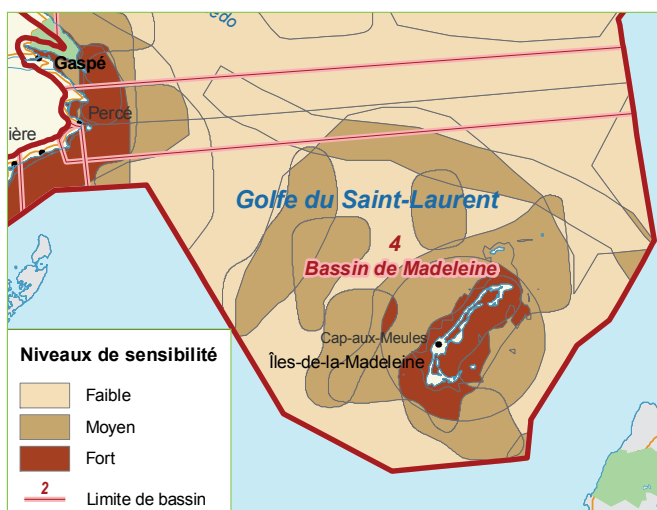 Gaspé
Percé
ière
Golfe du Saint-Laurent
4
Bassin de Madeleine
Cap-aux-Meules
Îles-de-la-Madeleine
Niveaux de sensibilité
Faible
Moyen
Fort
2
Limite de bassin